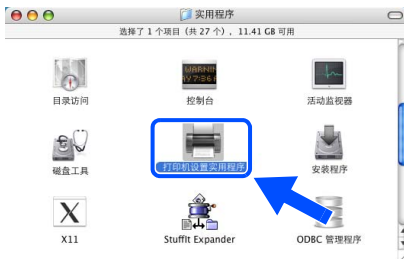 实用程序
选择了 1 个项目（共 27 个），11.41 GB 可用
目录访问
控制台
活动监视器
磁盘工具
打印机设置实用程序
安装程序
X11
StuffIt Expander
ODBC 管理程序